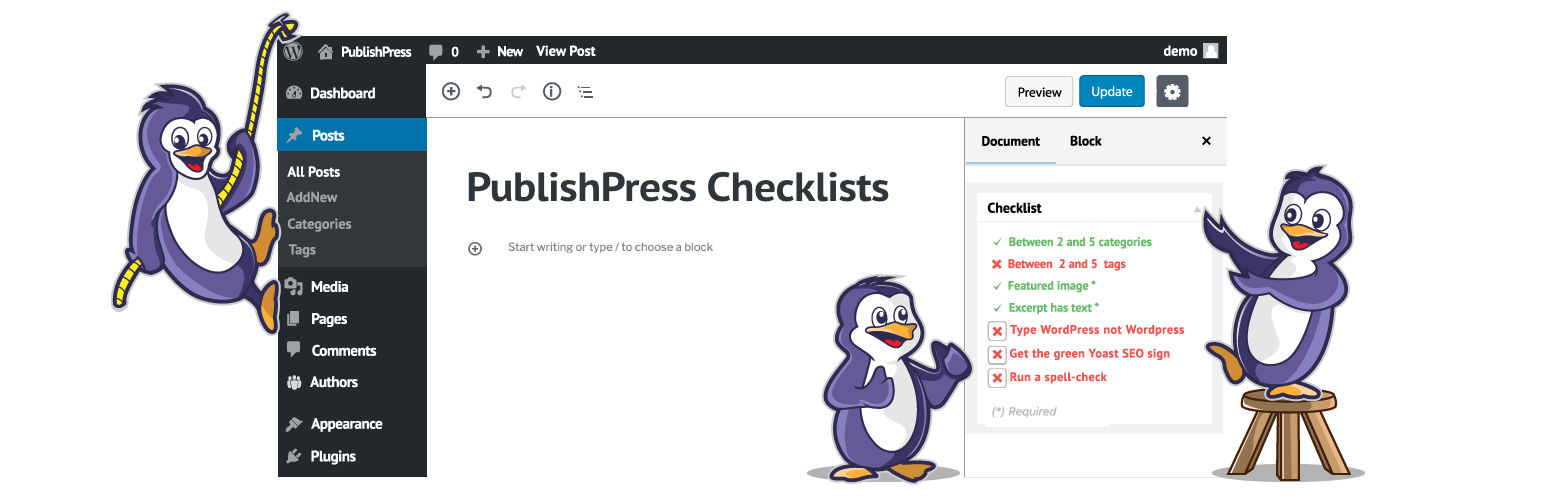 PublishPress 0 New View Post demo
Dashboard
Preview Update
Posts
All Posts
AddNew
Categories
Tags
Media
Pages
Comments
Authors
Appearance
Plugins
PublishPress Checklists
Start writing or type / to choose a block
Document Block
Checklist
Between 2 and 5 categories
Between 2 and 5 tags
Featured image *
Excerpt has text *
Type WordPress not Wordpress
Get the green Yoast SEO sign
Run a spell-check
(*) Required